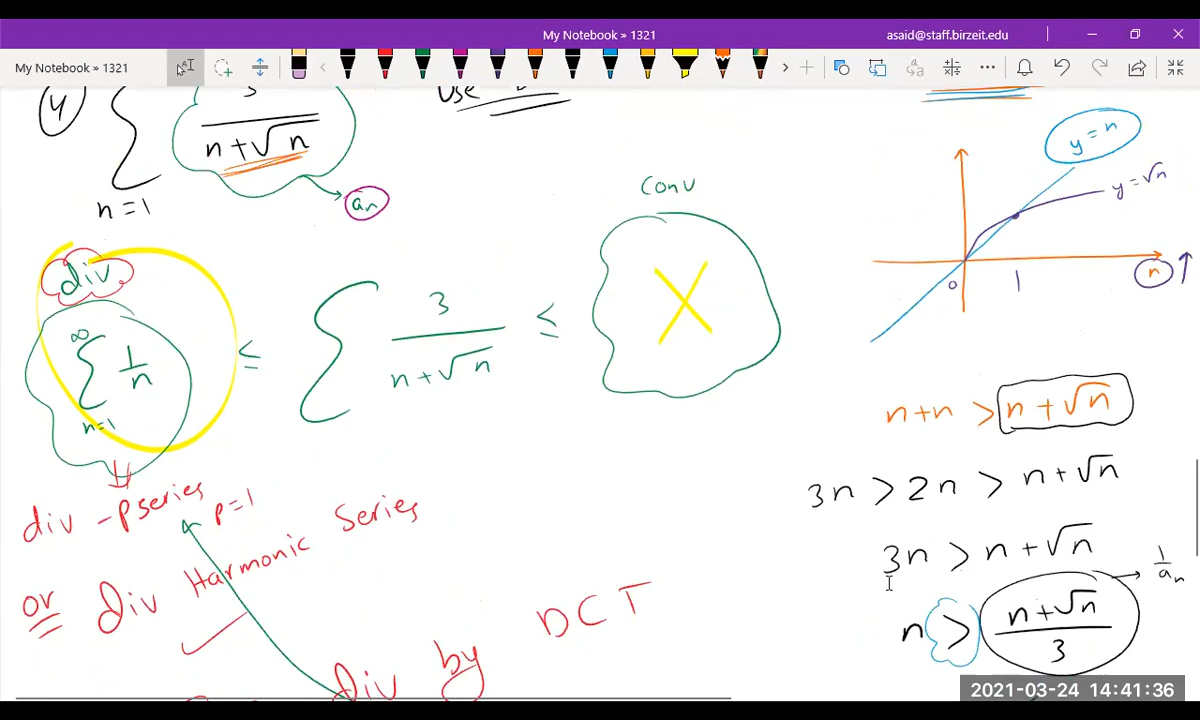 My Notebook » 1321
asaid@staff.birzeit.edu
My Notebook » 1321
4 ∑ n=1 3/(n+√n)
Use
an
Conv
y=n
y=√n
0 1 n
div
∞ ∑ n=1 1/n ≤ ∑ 3/(n+√n) ≤ X
n+n > n+√n
3n > 2n > n+√n
div - p series p=1
or div Harmonic Series
3n > n+√n
1/an
n > (n+√n)/3
div by DCT
2021-03-24 14:41:36